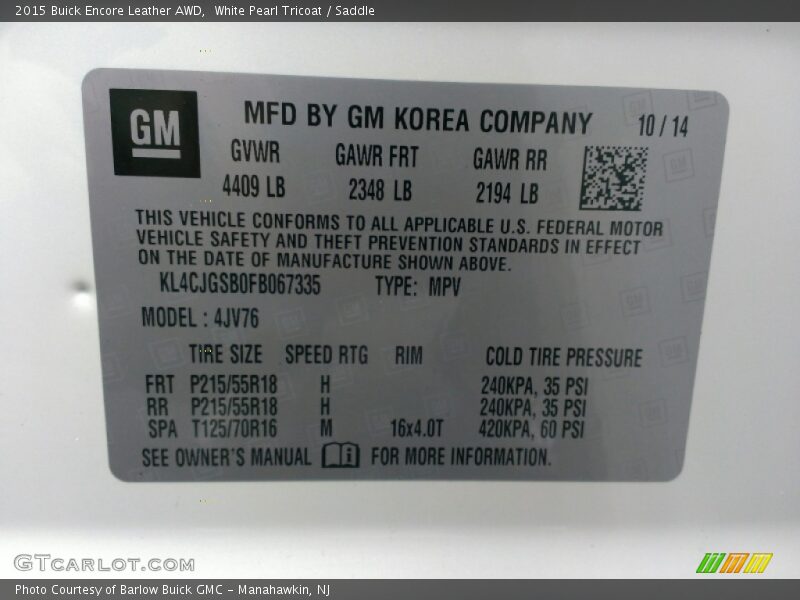 2015 Buick Encore Leather AWD,  White Pearl Tricoat / Saddle
GM
MFD BY GM KOREA COMPANY 10 / 14
GVWR GAWR FRT GAWR RR
4409 LB 2348 LB 2194 LB
THIS VEHICLE CONFORMS TO ALL APPLICABLE U.S. FEDERAL MOTOR
VEHICLE SAFETY AND THEFT PREVENTION STANDARDS IN EFFECT
ON THE DATE OF MANUFACTURE SHOWN ABOVE.
KL4CJGSB0FB067335 TYPE: MPV
MODEL : 4JV76
TIRE SIZE SPEED RTG RIM COLD TIRE PRESSURE
FRT P215/55R18 H 240KPA, 35 PSI
RR P215/55R18 H 240KPA, 35 PSI
SPA T125/70R16 M 16x4.0T 420KPA, 60 PSI
SEE OWNER'S MANUAL FOR MORE INFORMATION.
GTCARLOT.COM
Photo Courtesy of Barlow Buick GMC - Manahawkin, NJ